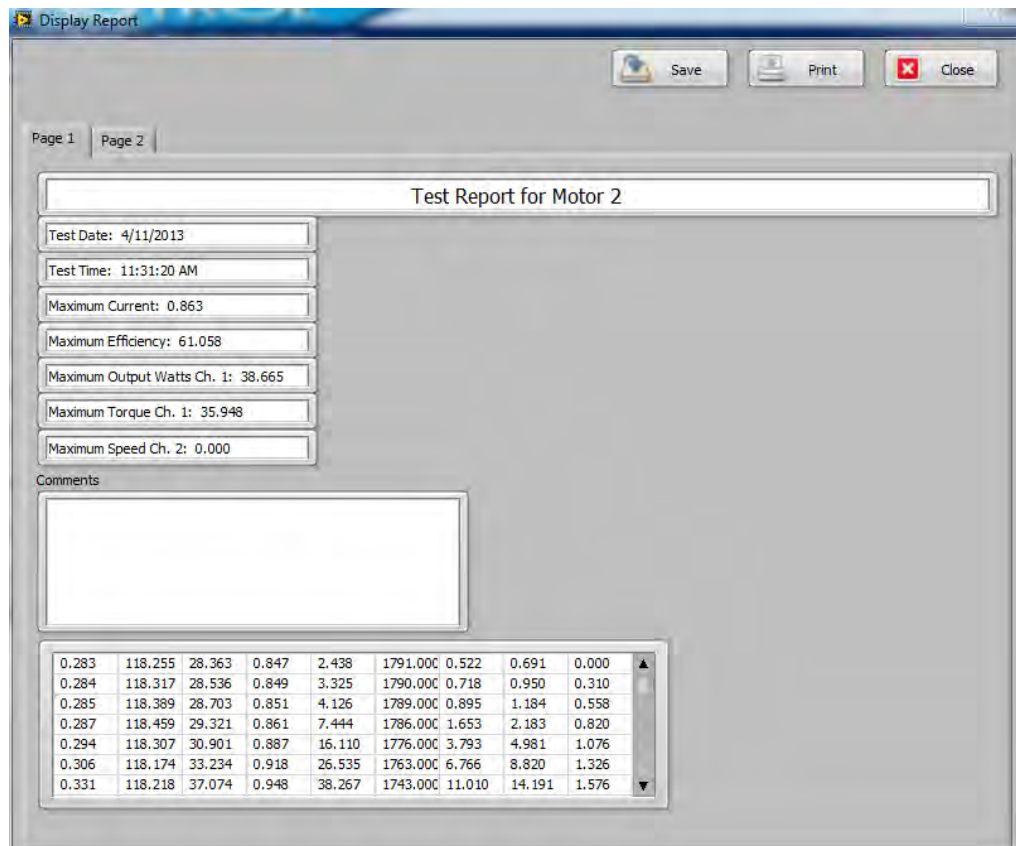 Display Report
Save Print Close
Page 1 Page 2
Test Report for Motor 2
Test Date: 4/11/2013
Test Time: 11:31:20 AM
Maximum Current: 0.863
Maximum Efficiency: 61.058
Maximum Output Watts Ch. 1: 38.665
Maximum Torque Ch. 1: 35.948
Maximum Speed Ch. 2: 0.000
Comments
0.283 118.255 28.363 0.847 2.438 1791.000 0.522 0.691 0.000
0.284 118.317 28.536 0.849 3.325 1790.000 0.718 0.950 0.310
0.285 118.389 28.703 0.851 4.126 1789.000 0.895 1.184 0.558
0.287 118.459 29.321 0.861 7.444 1786.000 1.653 2.183 0.820
0.294 118.307 30.901 0.887 16.110 1776.000 3.793 4.981 1.076
0.306 118.174 33.234 0.918 26.535 1763.000 6.766 8.820 1.326
0.331 118.218 37.074 0.948 38.267 1743.000 11.010 14.191 1.576